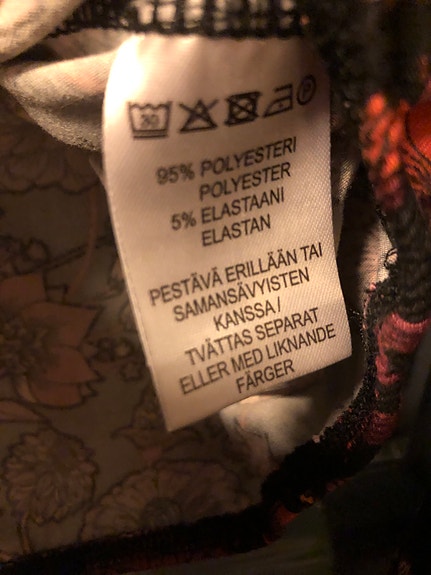 30 P
95% POLYESTERI
POLYESTER
5% ELASTAANI
ELASTAN
PESTÄVÄ ERILLÄÄN TAI
SAMANSÄVYISTEN
KANSSA /
TVÄTTAS SEPARAT
ELLER MED LIKNANDE
FÄRGER